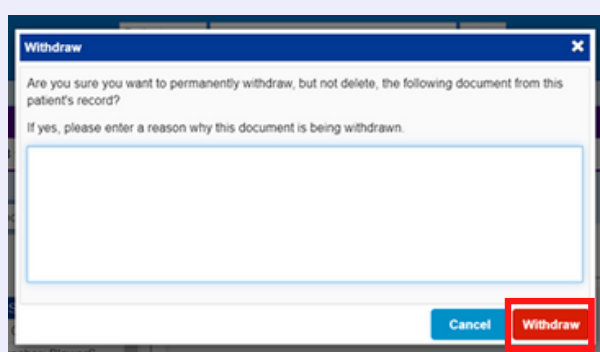 Withdraw
Are you sure you want to permanently withdraw, but not delete, the following document from this
patient's record?
If yes, please enter a reason why this document is being withdrawn.
Cancel Withdraw